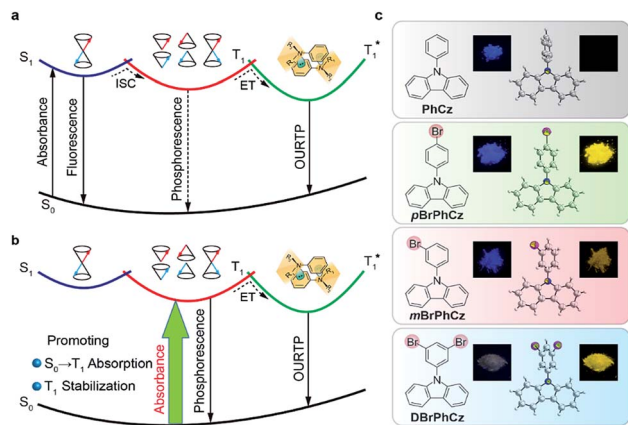 a
S₁
ISC
T₁
ET
T₁*
Absorbance
Fluorescence
Phosphorescence
OURTP
S₀
b
S₁
T₁
ET
T₁*
Promoting
S₀→T₁ Absorption
T₁ Stabilization
Absorbance
Phosphorescence
OURTP
S₀
c
N
PhCz
Br
N
pBrPhCz
Br
N
mBrPhCz
Br Br
N
DBrPhCz